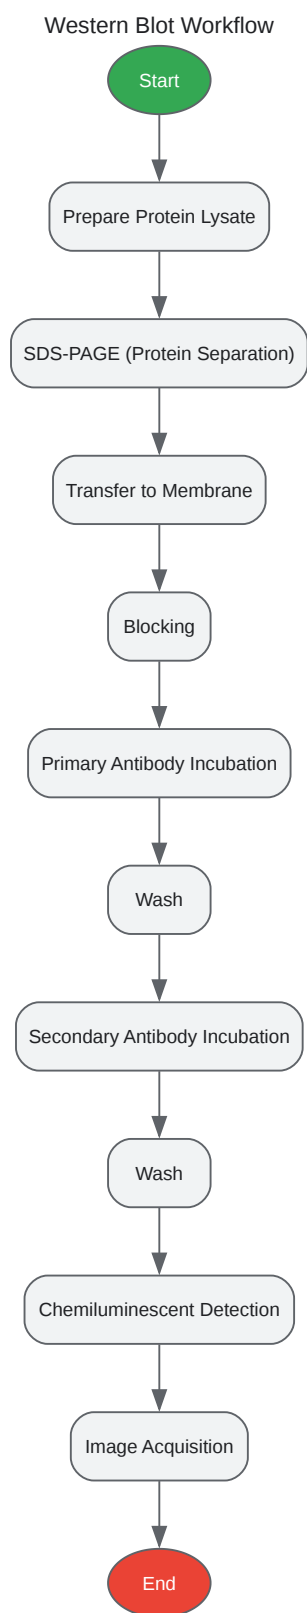 Western Blot Workflow
Start
Prepare Protein Lysate
SDS-PAGE (Protein Separation)
Transfer to Membrane
Blocking
Primary Antibody Incubation
Wash
Secondary Antibody Incubation
Wash
Chemiluminescent Detection
Image Acquisition
End